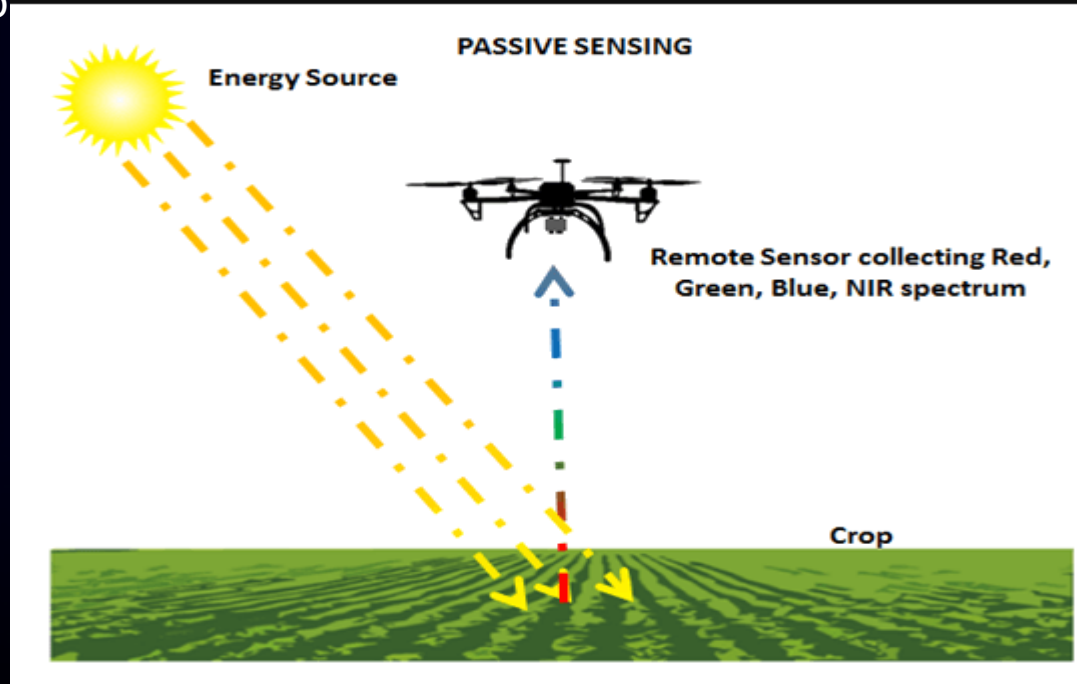 PASSIVE SENSING
Energy Source
Remote Sensor collecting Red,
Green, Blue, NIR spectrum
Crop